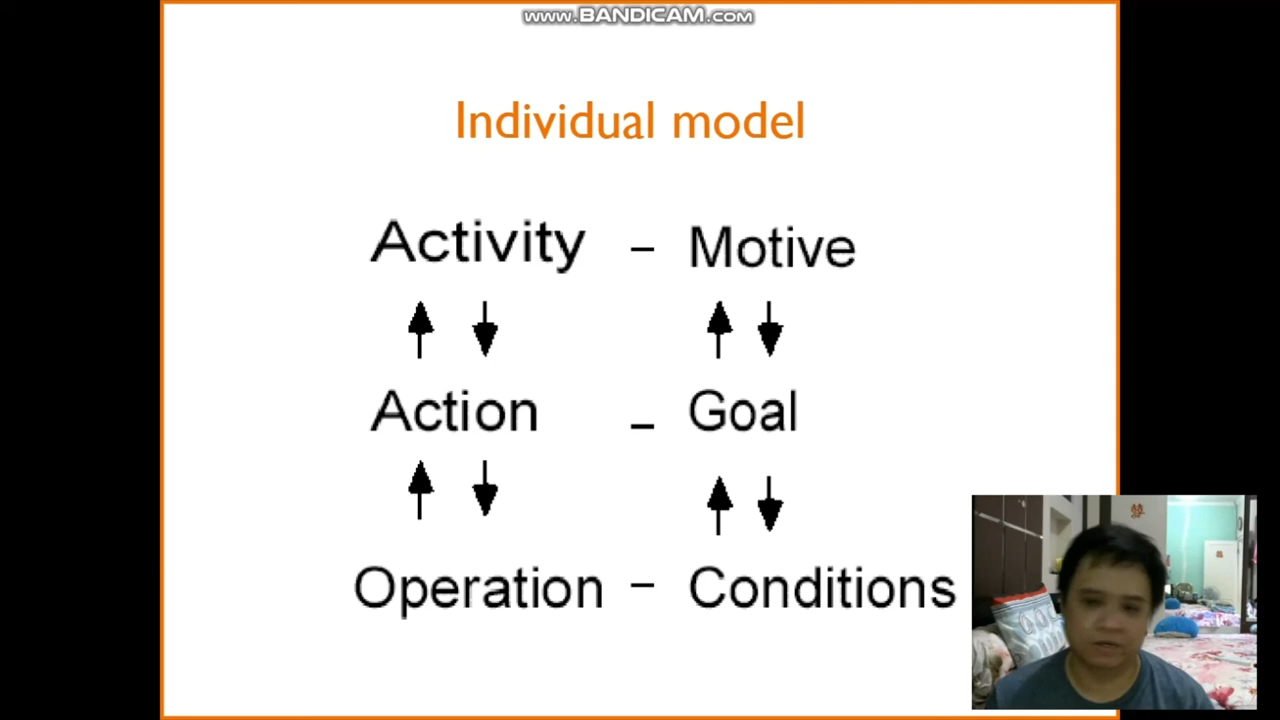 www.BANDICAM.com
Individual model
Activity – Motive
Action – Goal
Operation – Conditions